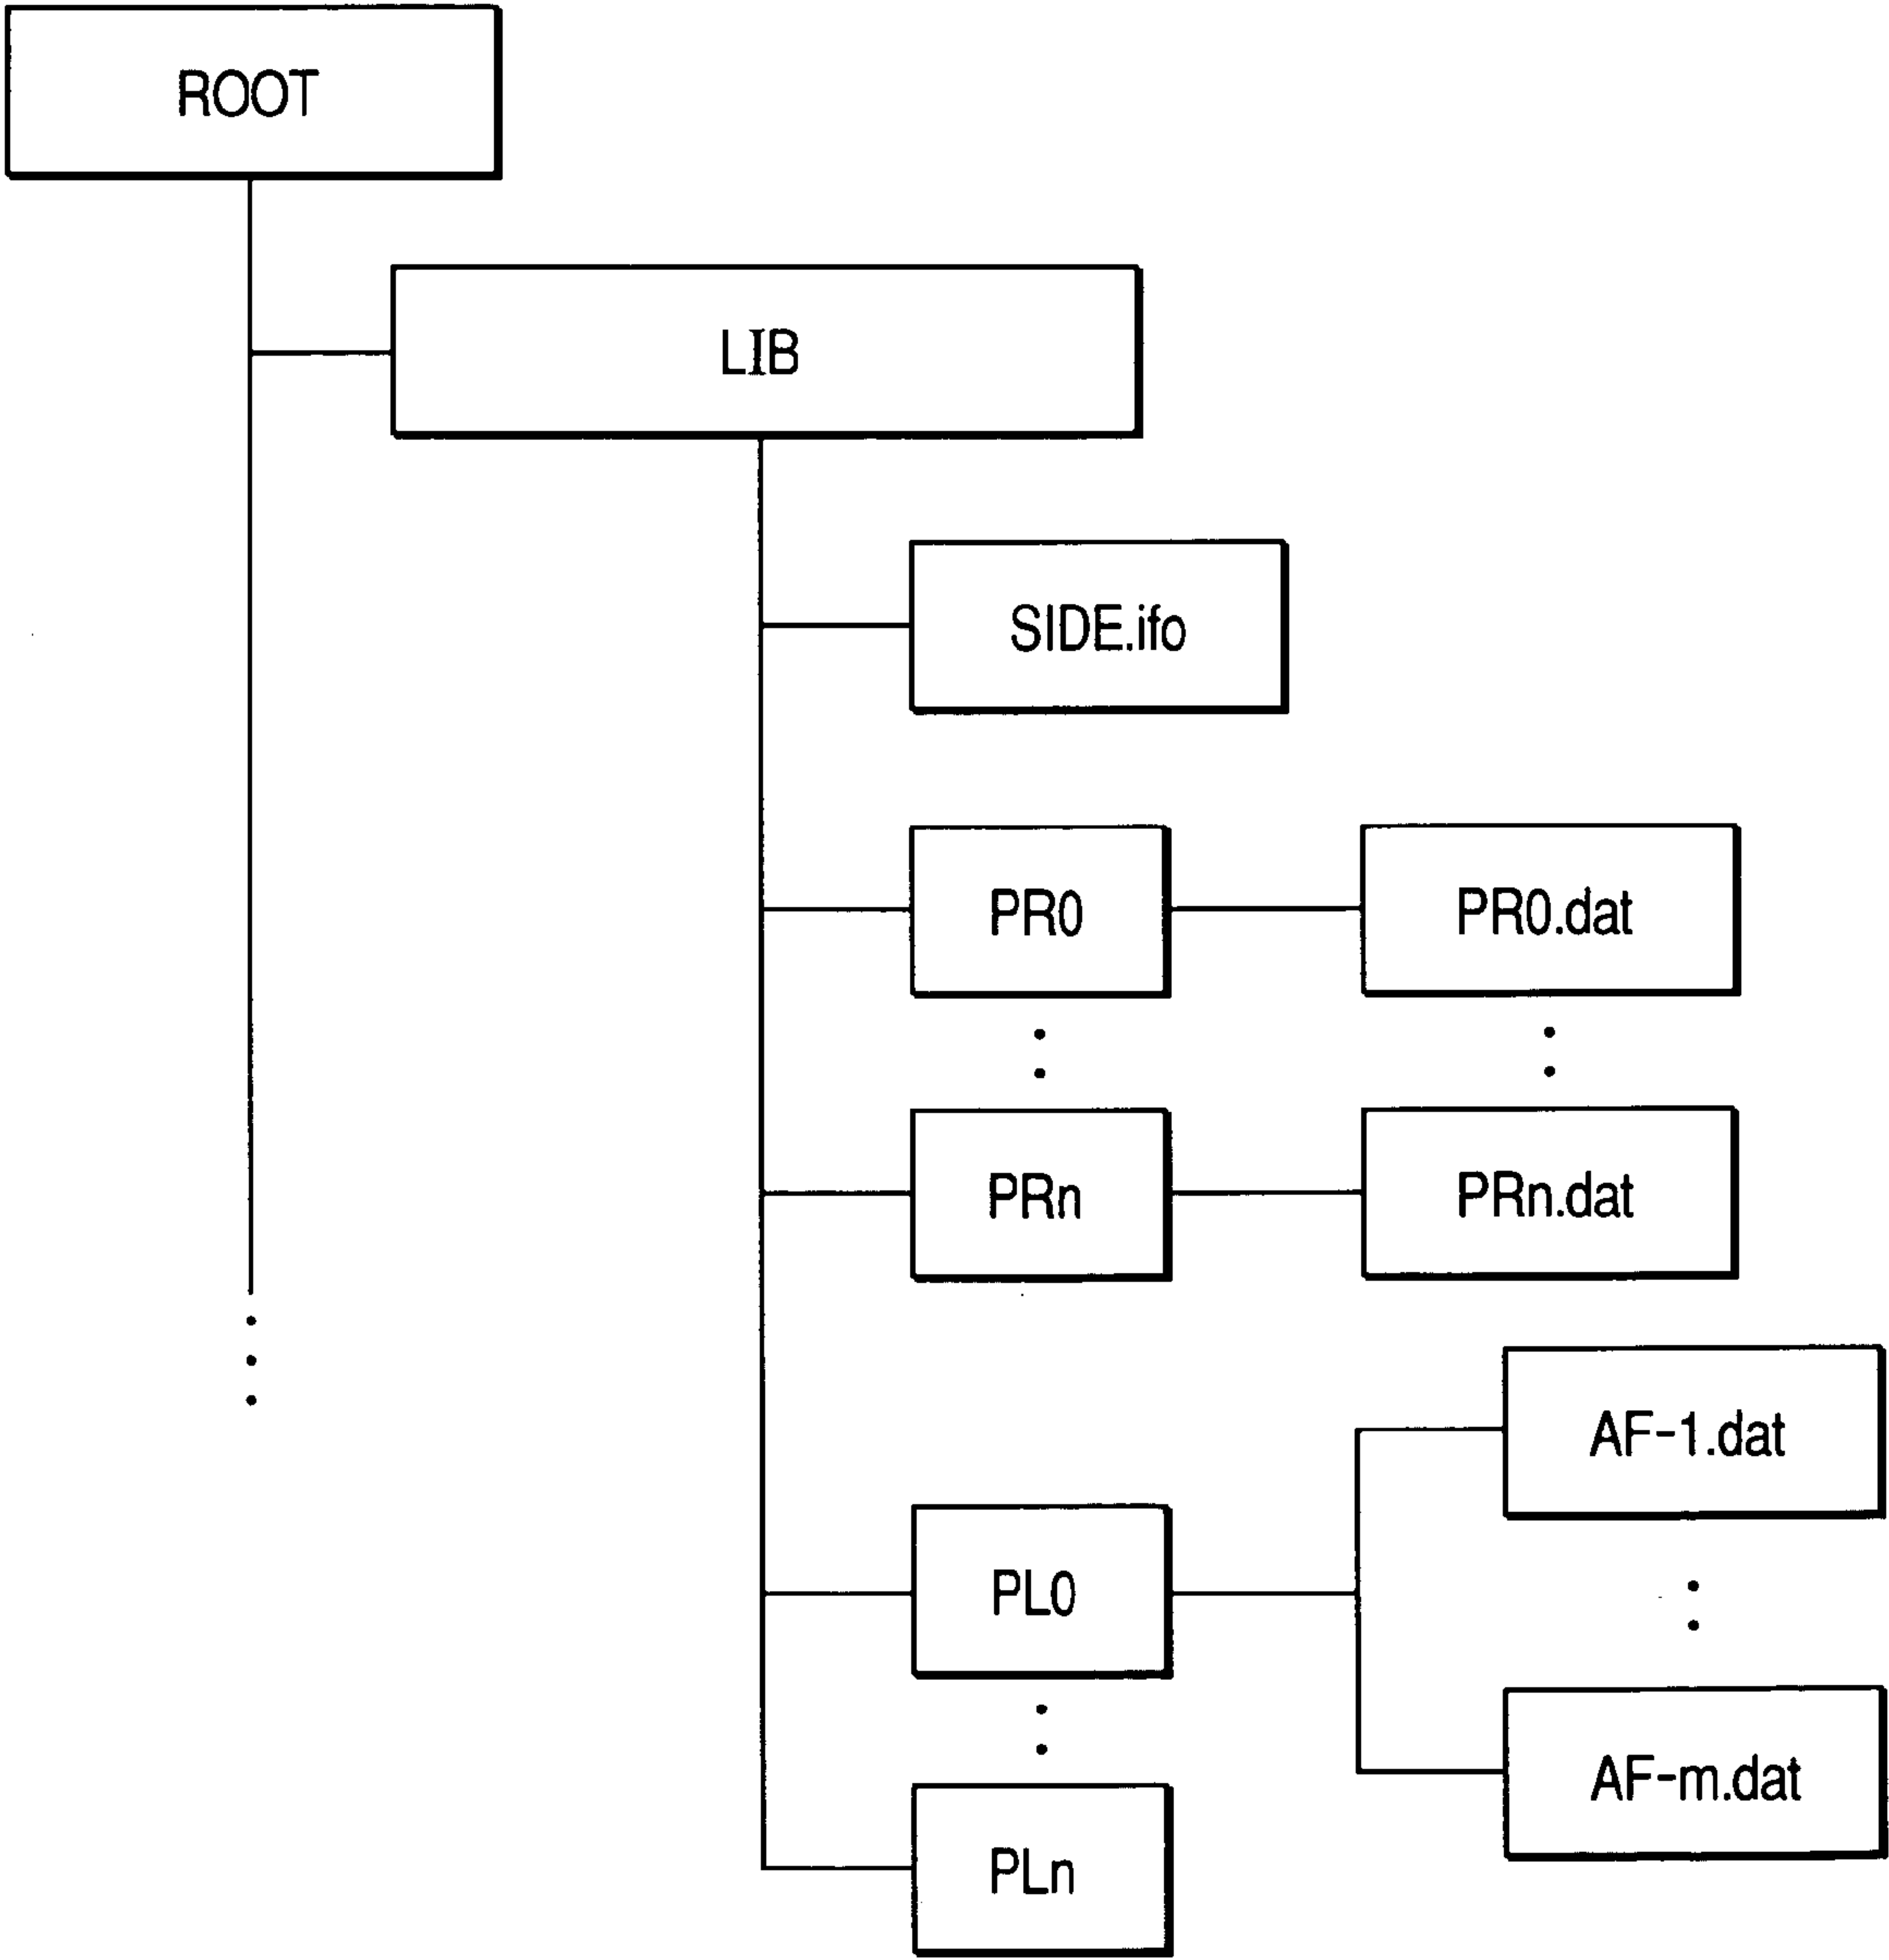 ROOT
LIB
SIDE.ifo
PR0
PR0.dat
PRn
PRn.dat
AF-1.dat
PL0
AF-m.dat
PLn